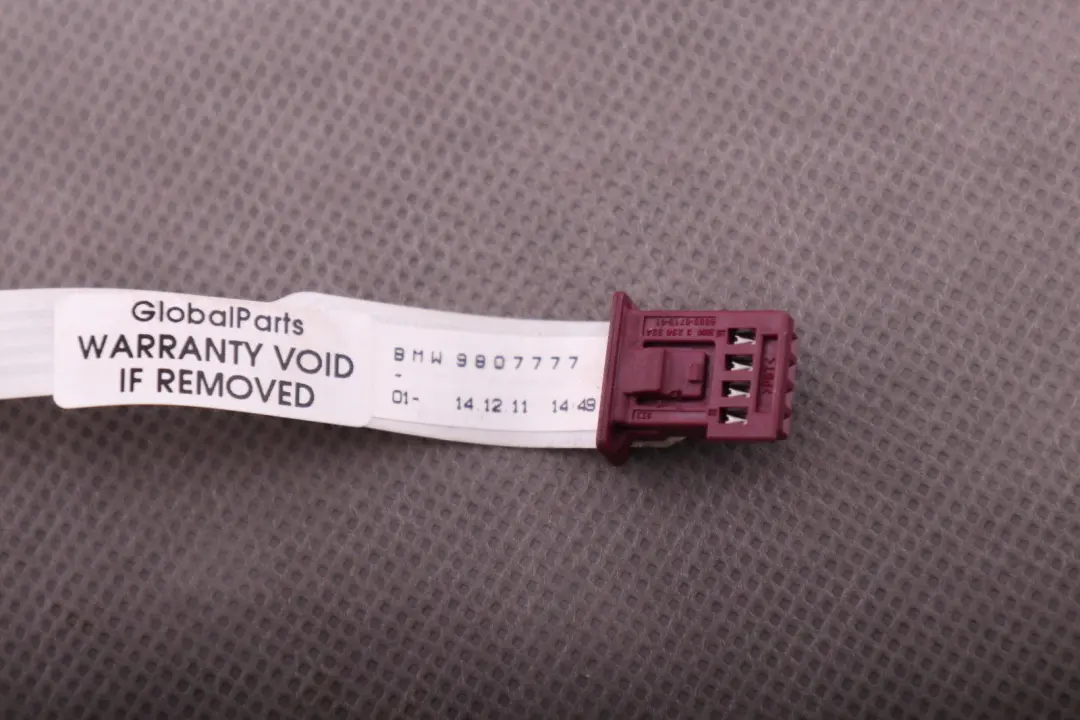 GlobalParts
WARRANTY VOID
IF REMOVED
BMW 9807777
-
01- 14.12.11 14:49